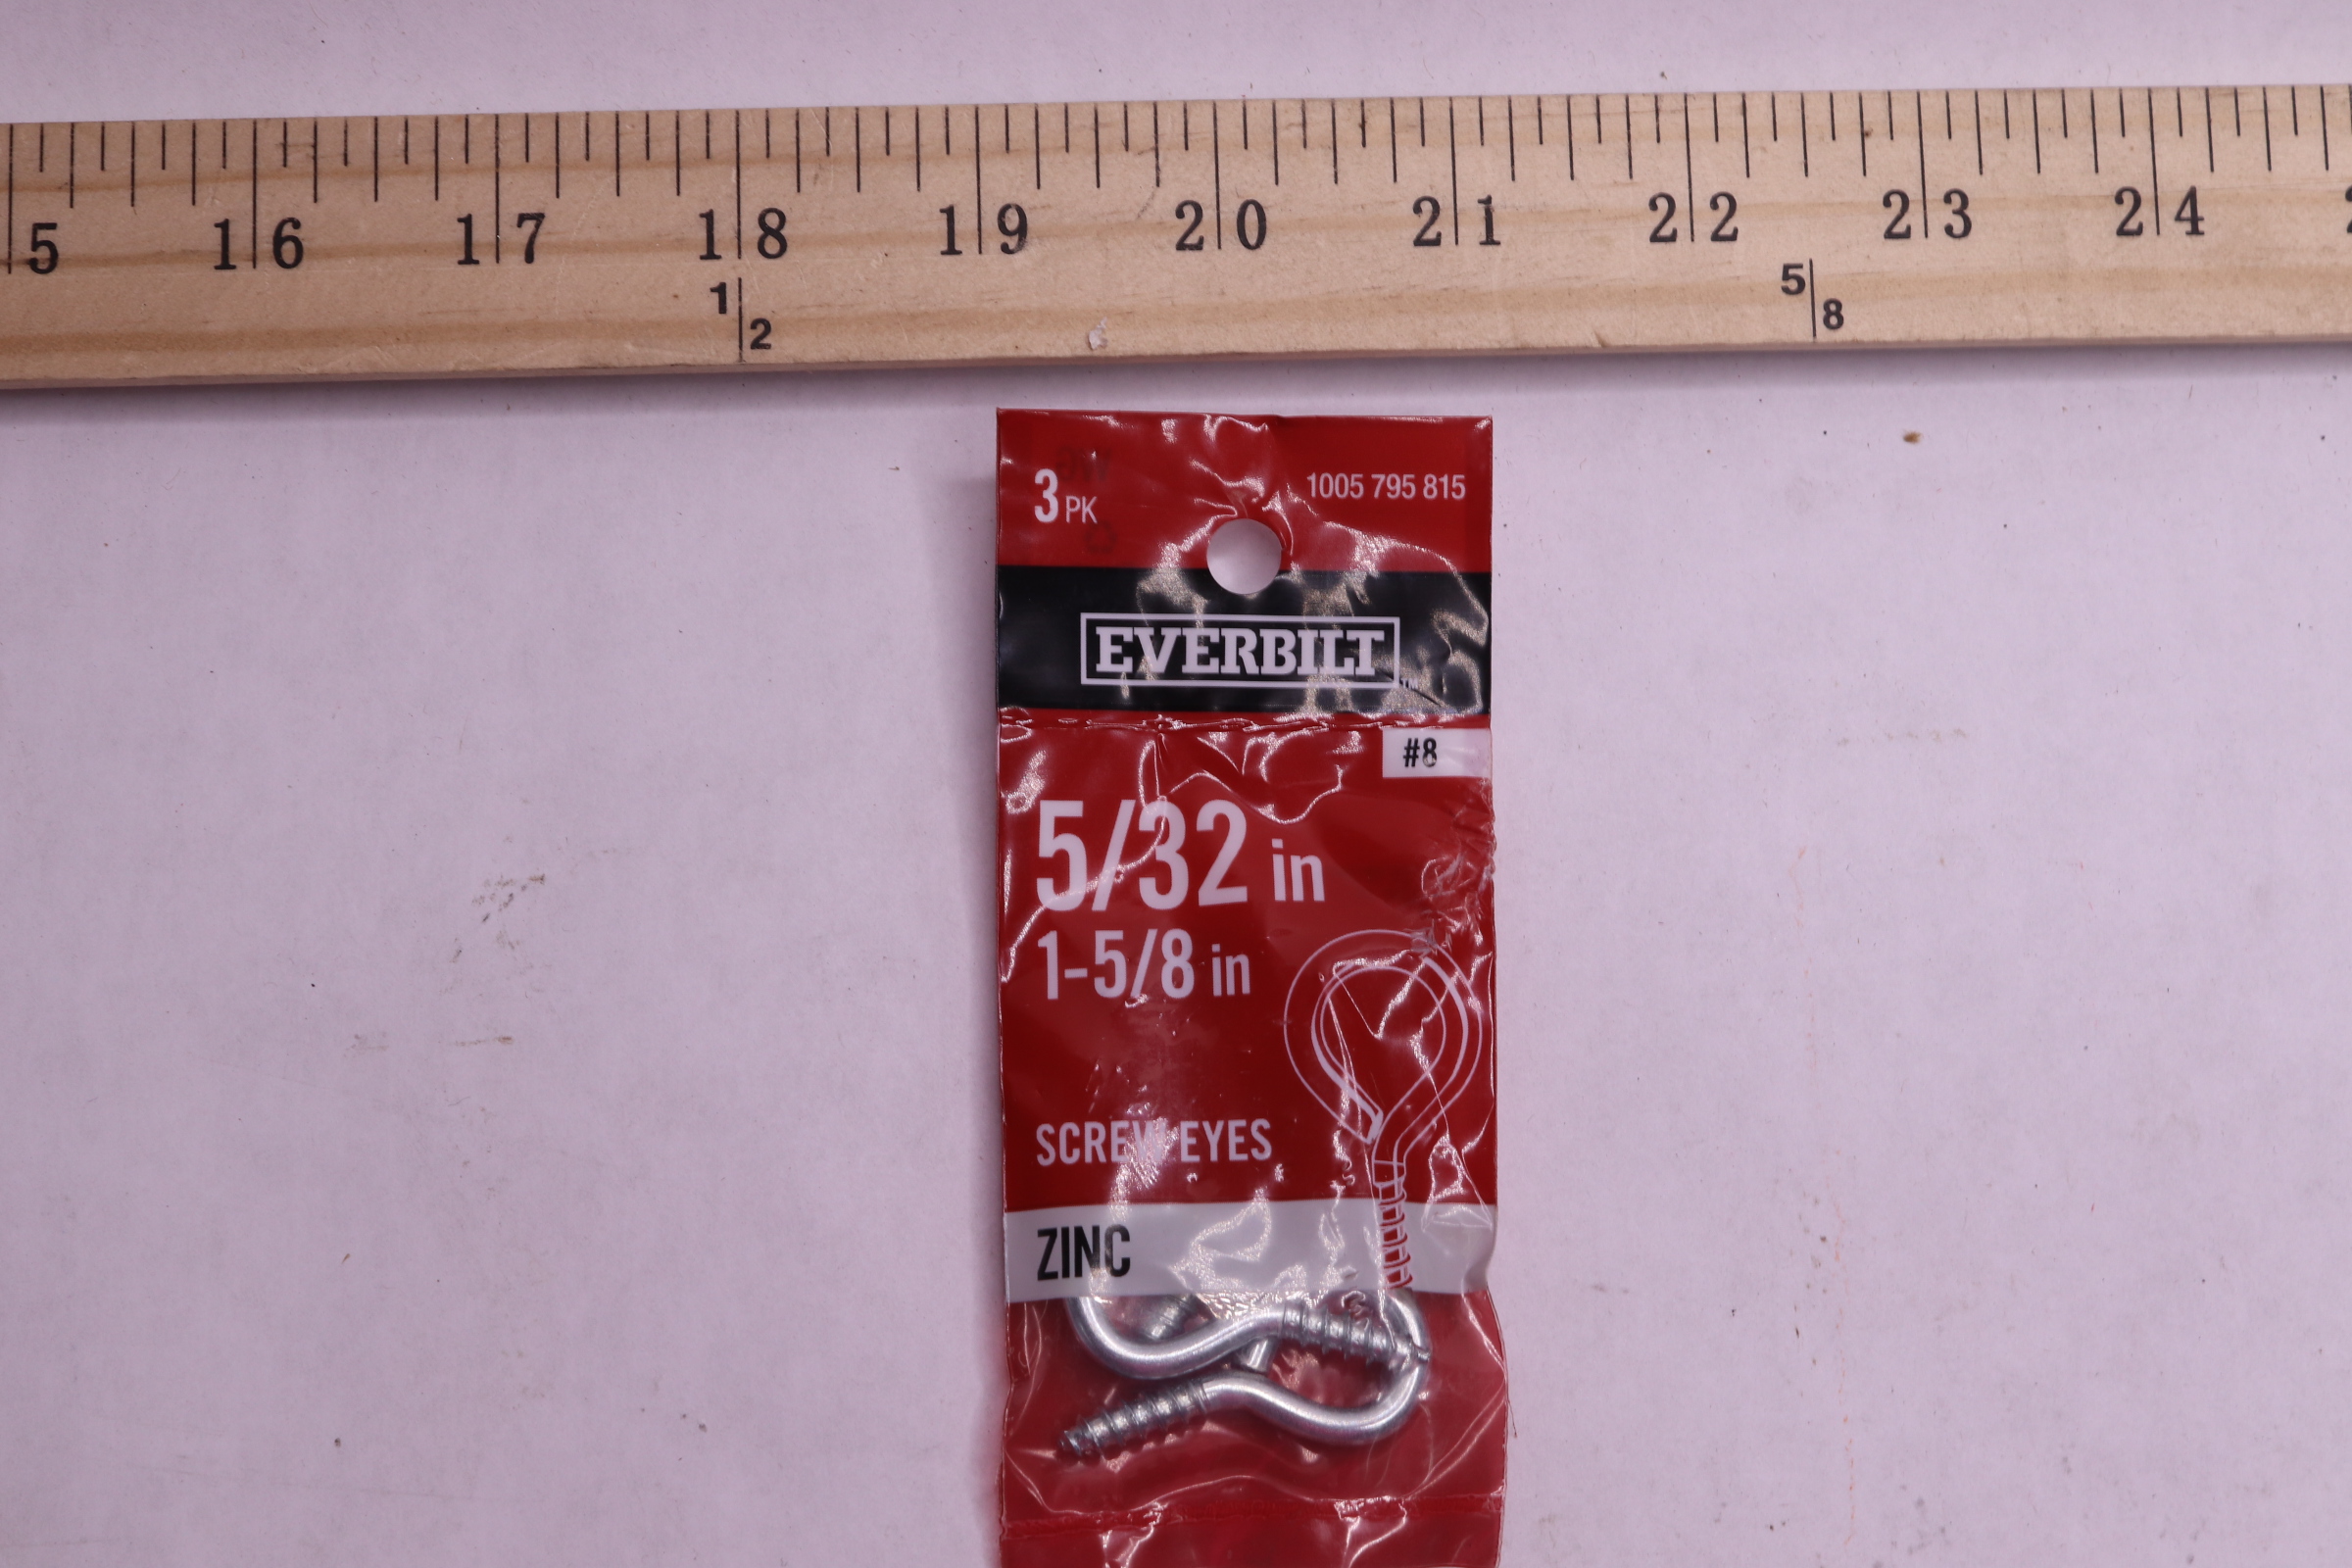 5 16 17 18 19 20 21 22 23 24
1/2 5/8
3 PK 1005 795 815
EVERBILT™
#8
5/32 in
1-5/8 in
SCREW EYES
ZINC